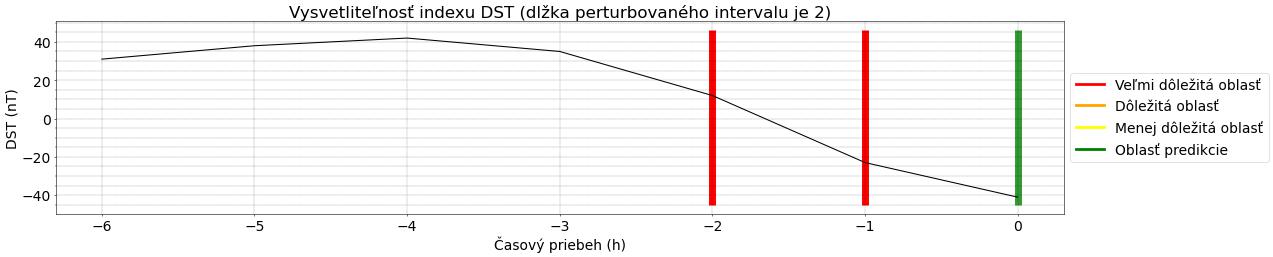 Vysvetliteľnosť indexu DST (dlžka perturbovaného intervalu je 2)
DST (nT)
40
20
0
−20
−40
−6 −5 −4 −3 −2 −1 0
Časový priebeh (h)
Veľmi dôležitá oblasť
Dôležitá oblasť
Menej dôležitá oblasť
Oblasť predikcie